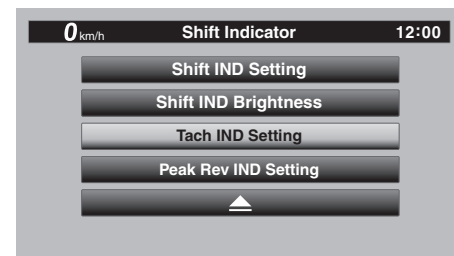 0 km/h Shift Indicator 12:00
Shift IND Setting
Shift IND Brightness
Tach IND Setting
Peak Rev IND Setting